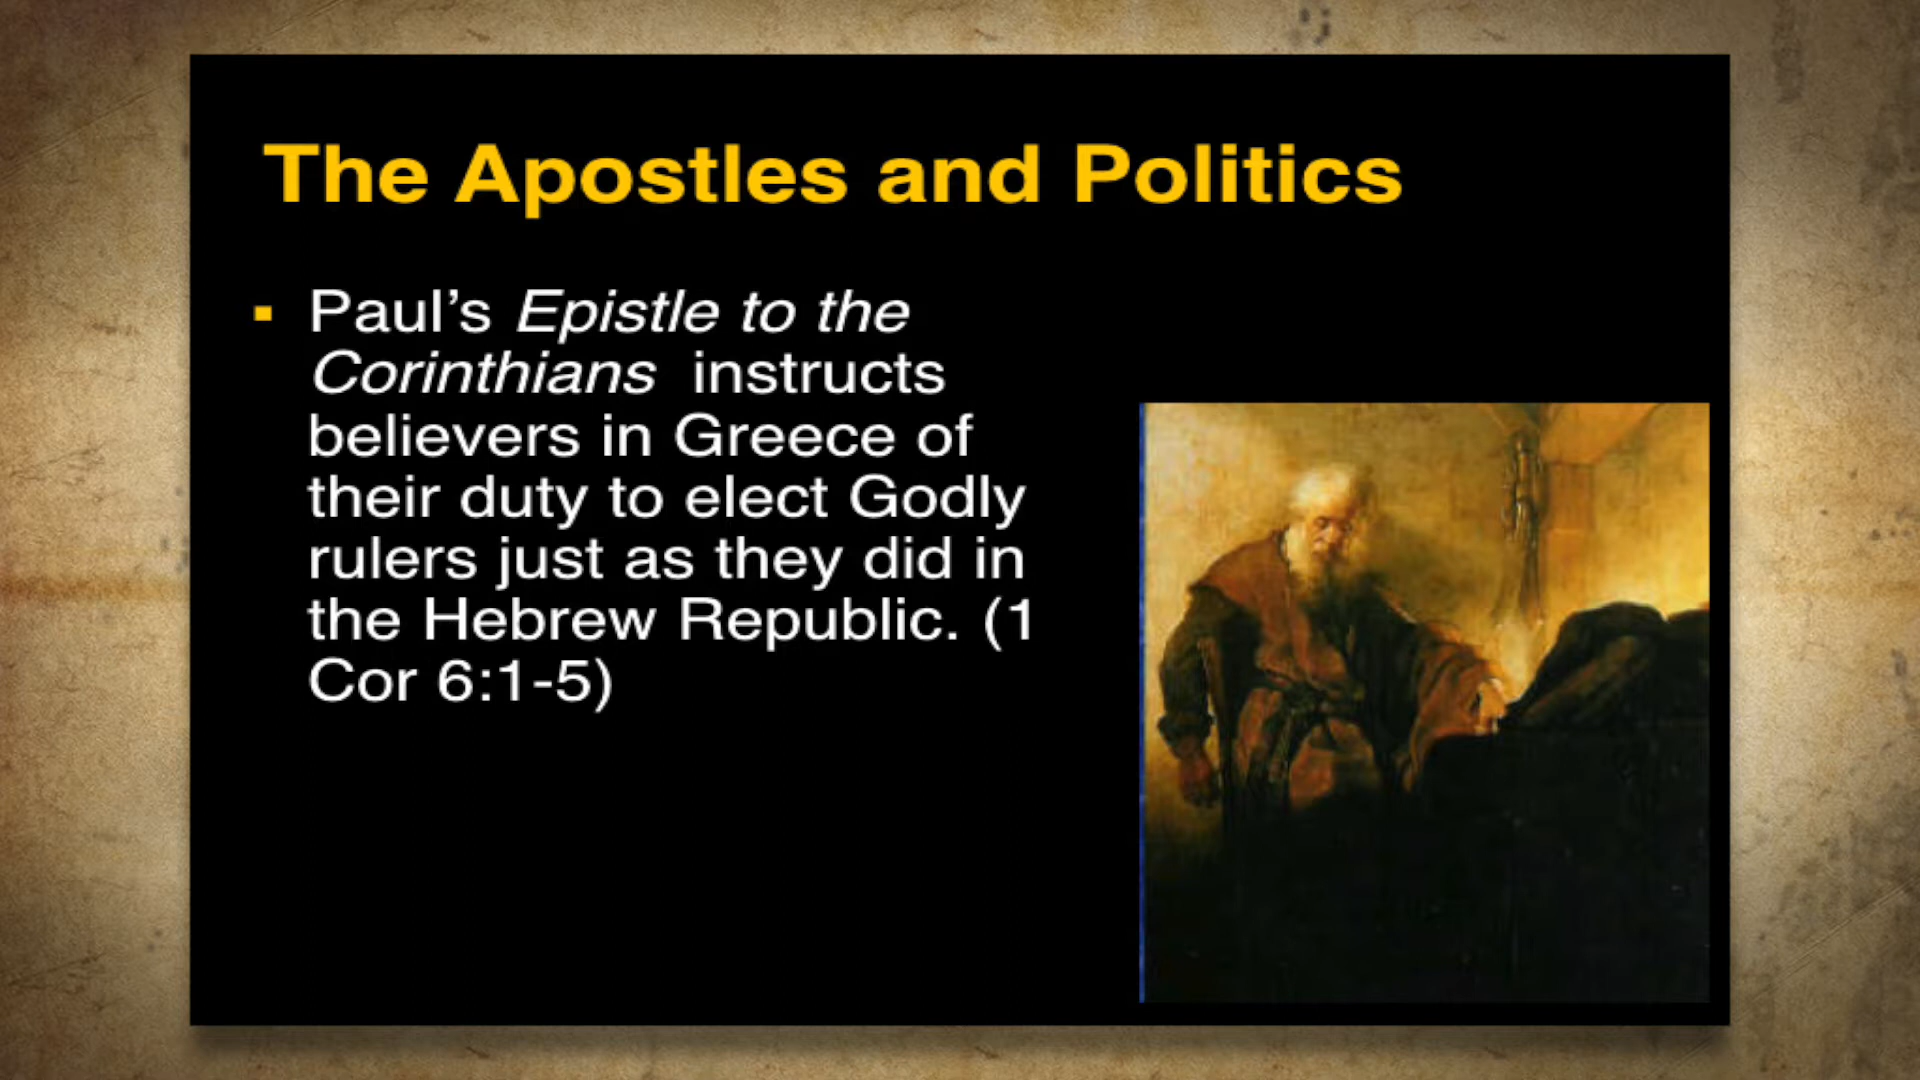 The Apostles and Politics
▪ Paul’s Epistle to the
Corinthians instructs
believers in Greece of
their duty to elect Godly
rulers just as they did in
the Hebrew Republic. (1
Cor 6:1-5)